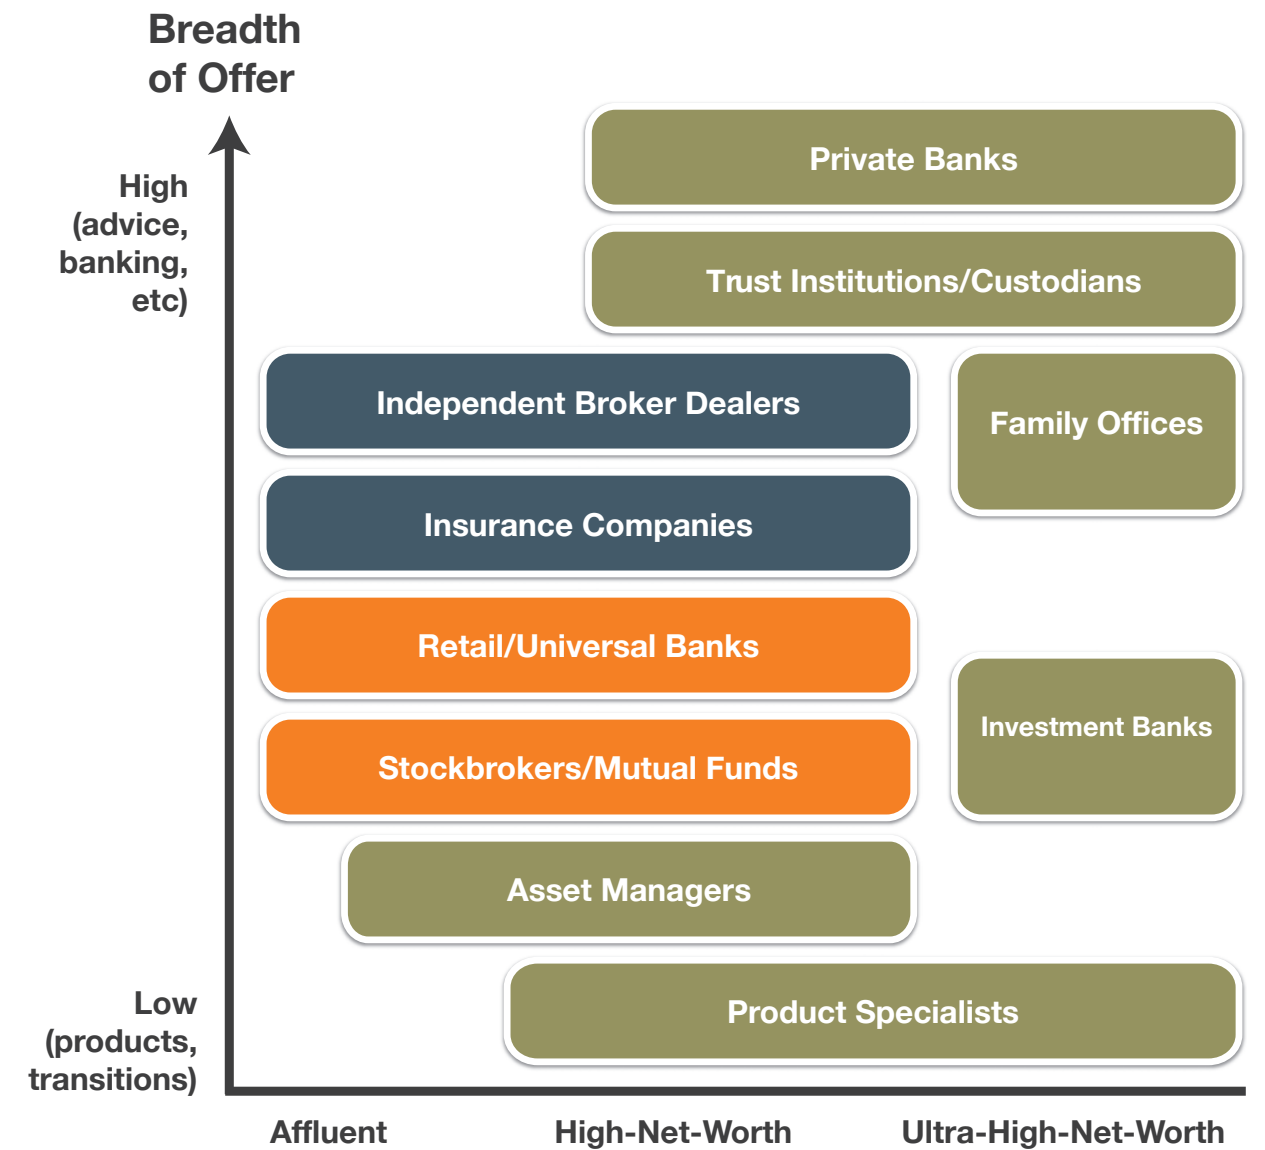 Breadth
of Offer
High
(advice,
banking,
etc)
Private Banks
Trust Institutions/Custodians
Independent Broker Dealers
Family Offices
Insurance Companies
Retail/Universal Banks
Investment Banks
Stockbrokers/Mutual Funds
Asset Managers
Low
(products,
transitions)
Product Specialists
Affluent
High-Net-Worth
Ultra-High-Net-Worth